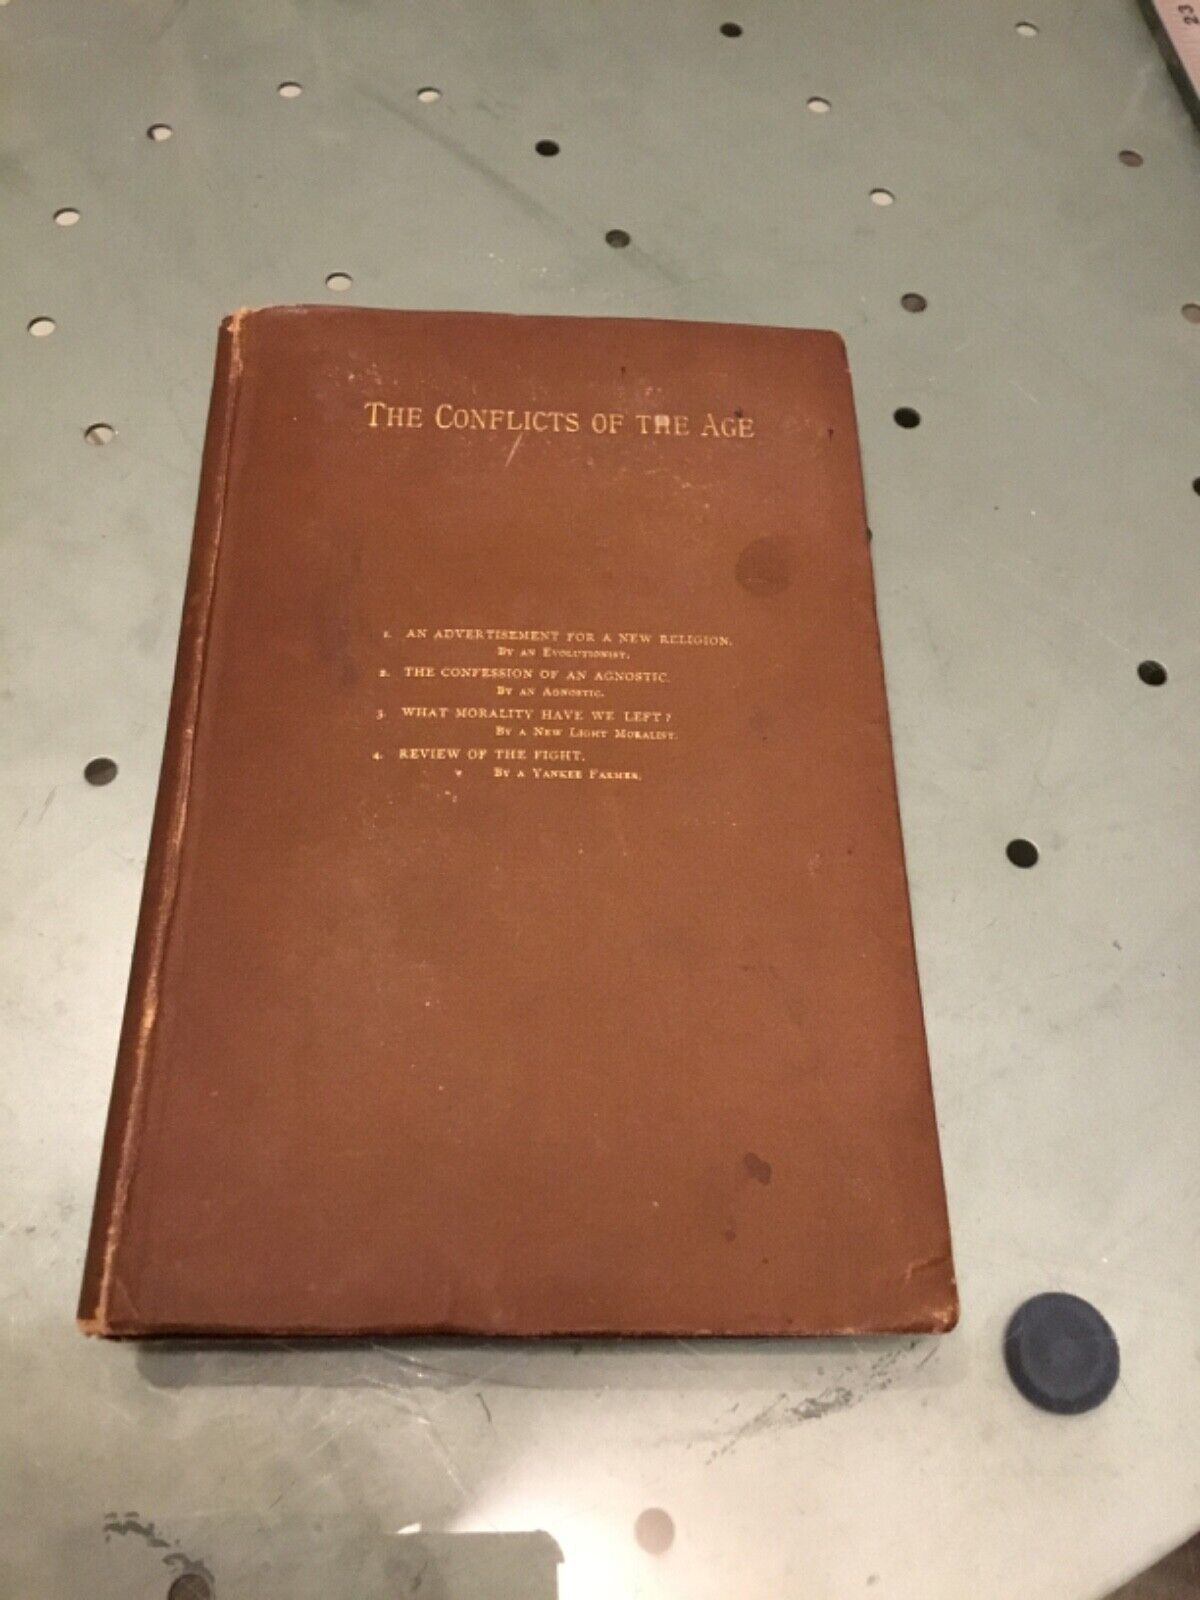 23
THE CONFLICTS OF THE AGE
1. AN ADVERTISEMENT FOR A NEW RELIGION.
BY AN EVOLUTIONIST.
2. THE CONFESSION OF AN AGNOSTIC.
BY AN AGNOSTIC.
3. WHAT MORALITY HAVE WE LEFT?
BY A NEW LIGHT MORALIST.
4. REVIEW OF THE FIGHT.
BY A YANKEE FARMER.